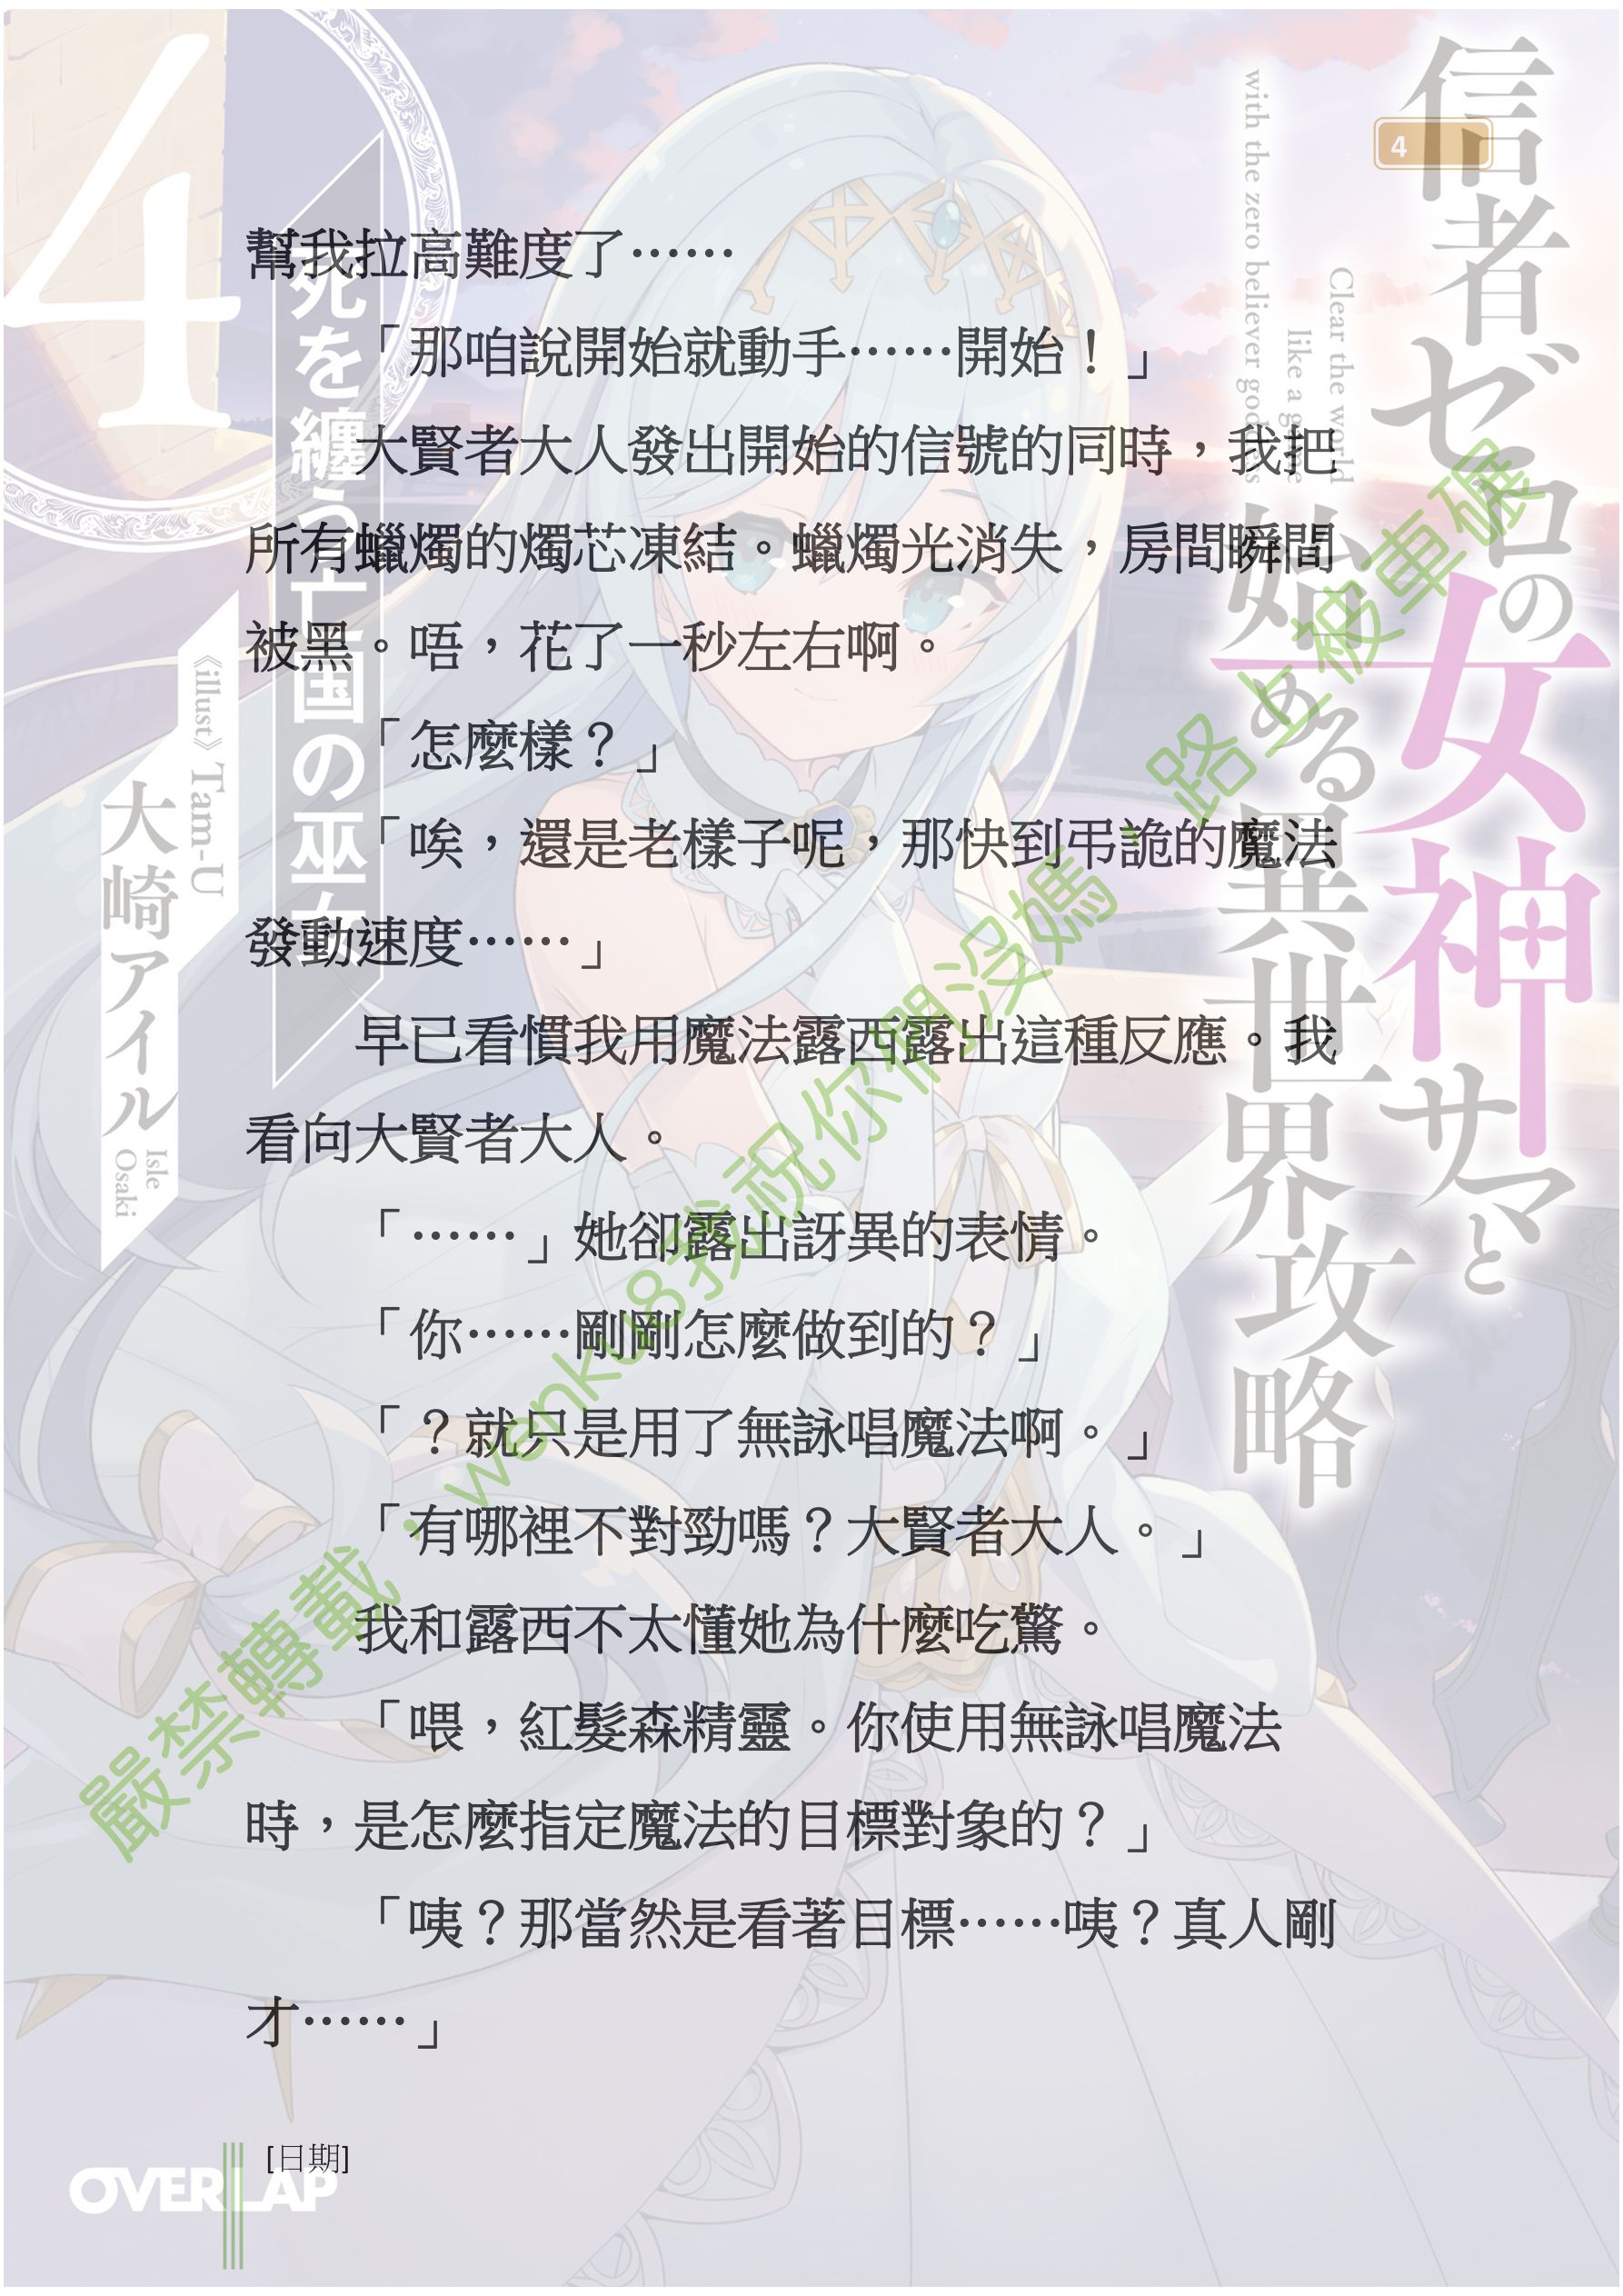 4
幫我拉高難度了……
「那咱說開始就動手……開始！」
大賢者大人發出開始的信號的同時，我把
所有蠟燭的燭芯凍結。蠟燭光消失，房間瞬間
被黑。唔，花了一秒左右啊。
「怎麼樣？」
「唉，還是老樣子呢，那快到弔詭的魔法
發動速度……」
早已看慣我用魔法露西露出這種反應。我
看向大賢者大人。
「……」她卻露出訝異的表情。
「你……剛剛怎麼做到的？」
「？就只是用了無詠唱魔法啊。」
「有哪裡不對勁嗎？大賢者大人。」
我和露西不太懂她為什麼吃驚。
「喂，紅髮森精靈。你使用無詠唱魔法
時，是怎麼指定魔法的目標對象的？」
「咦？那當然是看著目標……咦？真人剛
才……」
[日期]
信者ゼロの女神サマと
始める異世界攻略
Clear the world
like a game
with the zero believer goddess
4
死を纏う亡国の巫女
《illust》Tam-U
大崎アイル
Isle
Osaki
OVERLAP
嚴禁轉載．wenku8我祝你們沒媽．路上被車碾